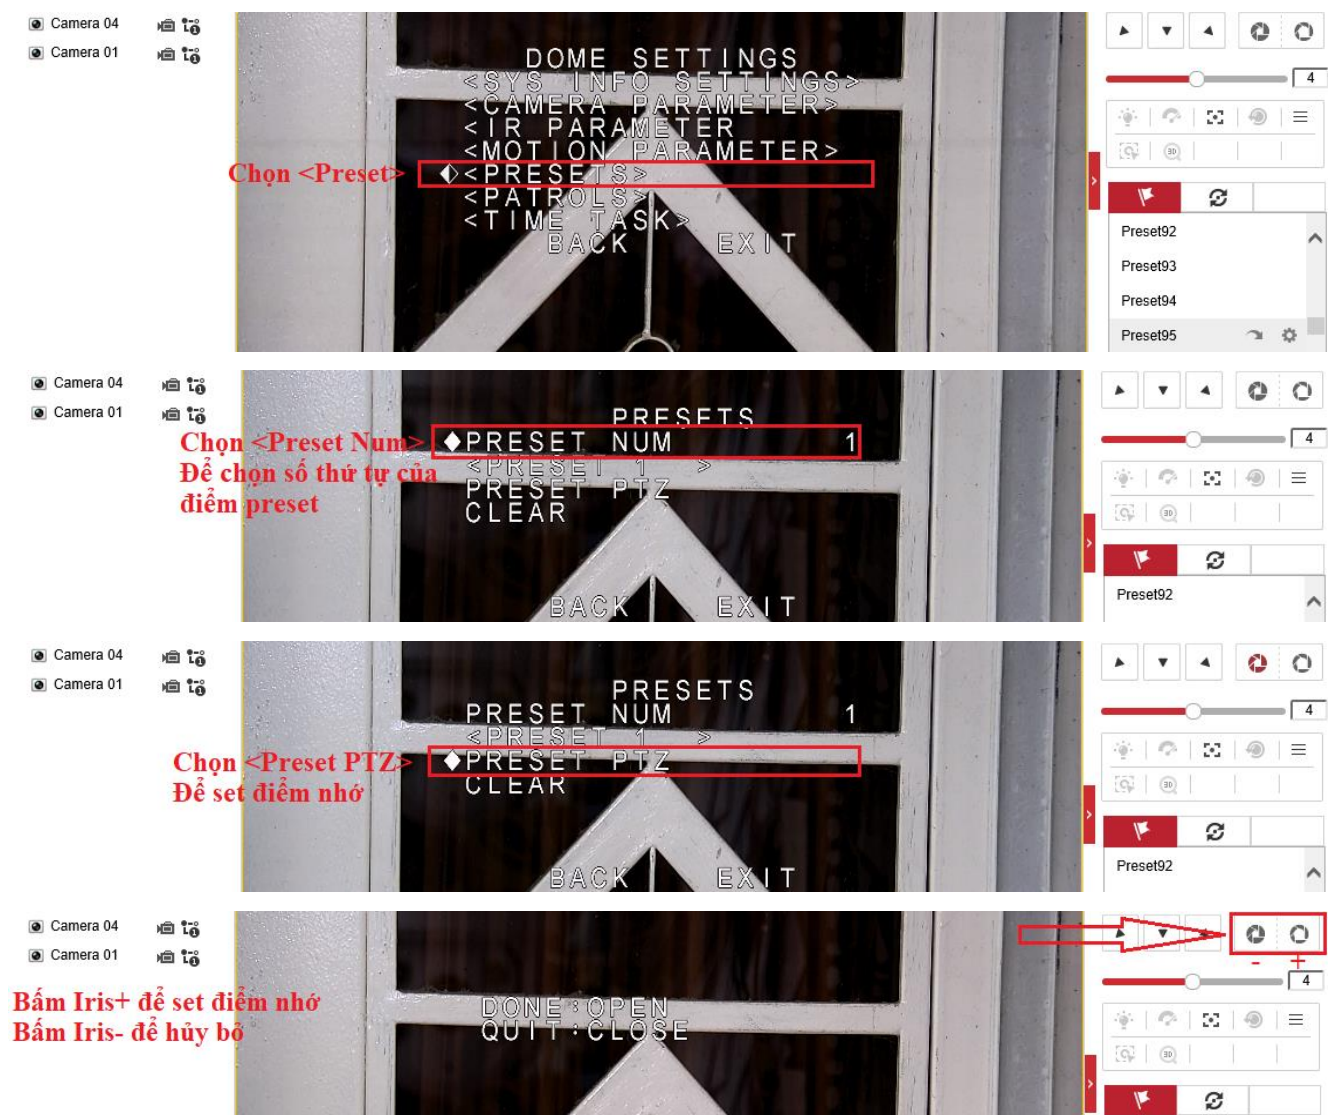 Camera 04
Camera 01
DOME SETTINGS
<SYS INFO SETTINGS>
<CAMERA PARAMETER>
<IR PARAMETER
<MOTION PARAMETER>
Chọn <Preset>
<PRESETS>
<PATROLS>
<TIME TASK>
BACK EXIT
4
3D
Preset92
Preset93
Preset94
Preset95
Camera 04
Camera 01
PRESETS
Chọn <Preset Num>
Để chọn số thứ tự của
điểm preset
PRESET NUM 1
<PRESET 1 >
PRESET PTZ
CLEAR
BACK EXIT
4
3D
Preset92
Camera 04
Camera 01
PRESETS
PRESET NUM 1
<PRESET 1 >
Chọn <Preset PTZ>
Để set điểm nhớ
PRESET PTZ
CLEAR
BACK EXIT
4
3D
Preset92
Camera 04
Camera 01
Bấm Iris+ để set điểm nhớ
Bấm Iris- để hủy bỏ
DONE:OPEN
QUIT:CLOSE
- +
4
3D